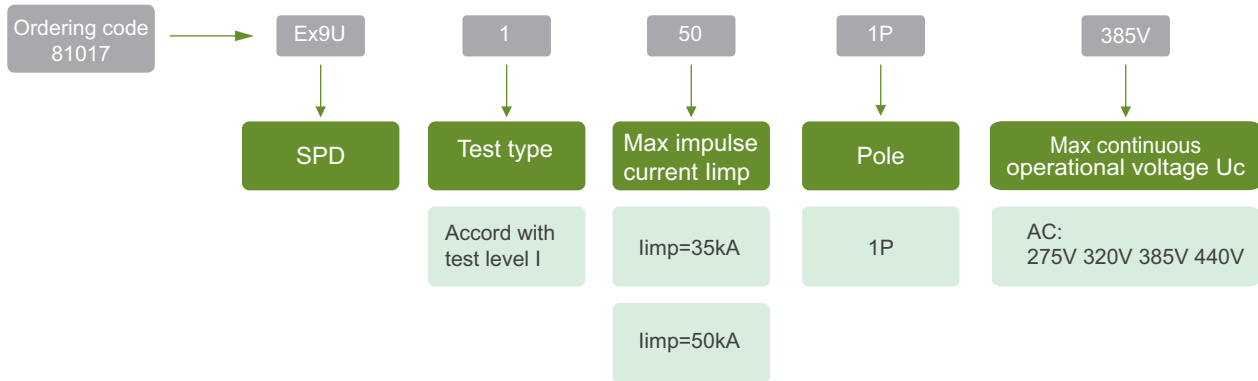 Ordering code
81017
Ex9U
1
50
1P
385V
SPD
Test type
Max impulse
current Iimp
Pole
Max continuous
operational voltage Uc
Accord with
test level I
Iimp=35kA
1P
AC:
275V 320V 385V 440V
Iimp=50kA